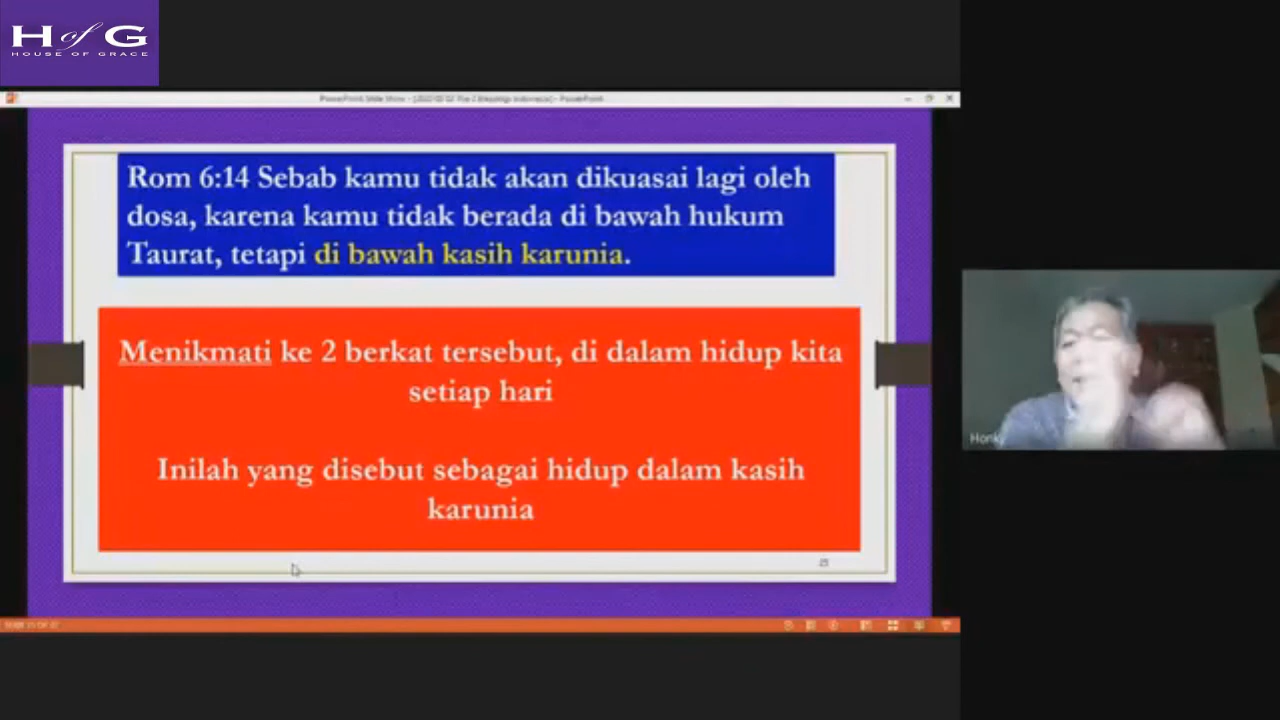 H of G
HOUSE OF GRACE
Rom 6:14 Sebab kamu tidak akan dikuasai lagi oleh
dosa, karena kamu tidak berada di bawah hukum
Taurat, tetapi di bawah kasih karunia.
Menikmati ke 2 berkat tersebut, di dalam hidup kita
setiap hari
Inilah yang disebut sebagai hidup dalam kasih
karunia